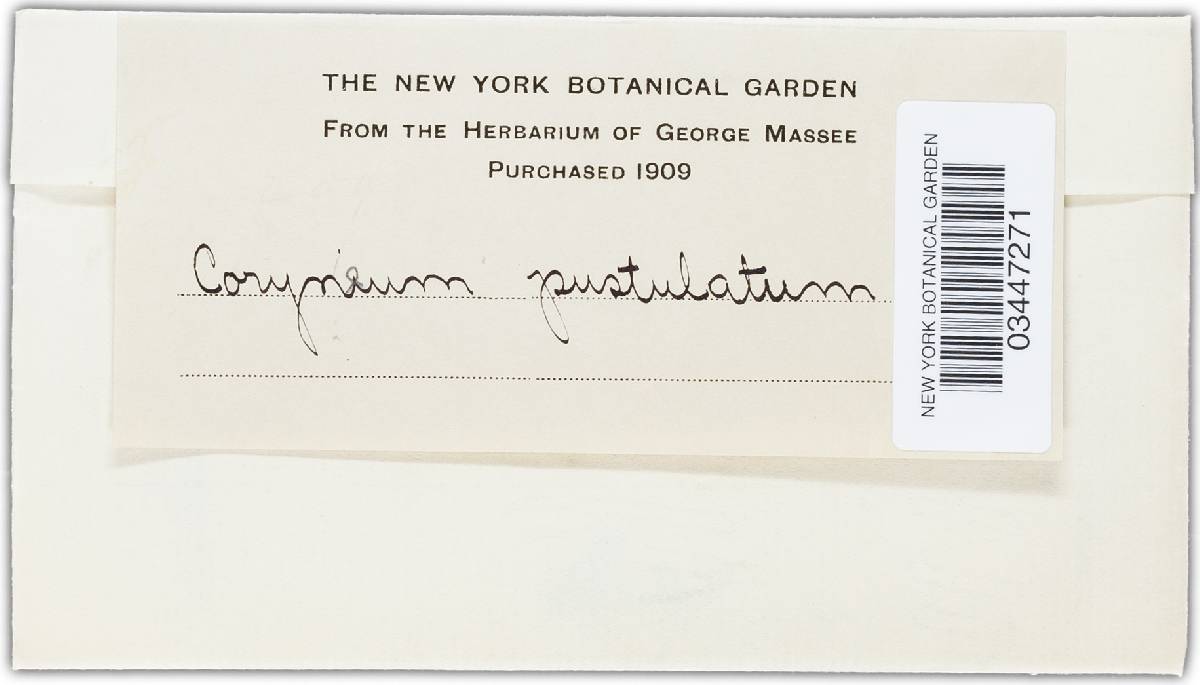 THE NEW YORK BOTANICAL GARDEN
FROM THE HERBARIUM OF GEORGE MASSEE
PURCHASED 1909
Coryneum pustulatum
NEW YORK BOTANICAL GARDEN
03447271